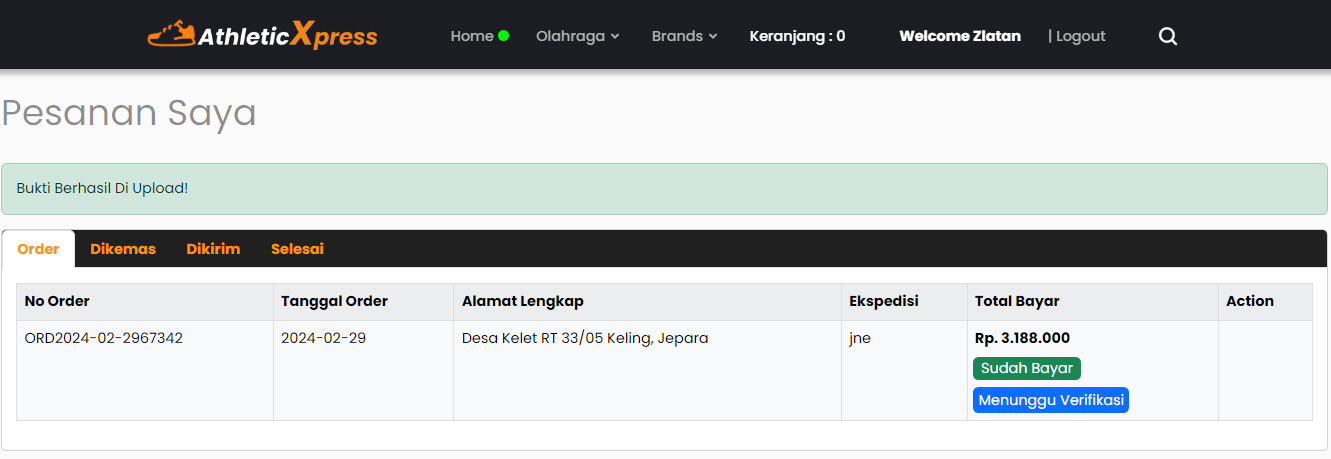 AthleticXpress Home Olahraga Brands Keranjang : 0 Welcome Zlatan | Logout
Pesanan Saya
Bukti Berhasil Di Upload!
Order Dikemas Dikirim Selesai
No Order Tanggal Order Alamat Lengkap Ekspedisi Total Bayar Action
ORD2024-02-2967342 2024-02-29 Desa Kelet RT 33/05 Keling, Jepara jne Rp. 3.188.000
Sudah Bayar
Menunggu Verifikasi